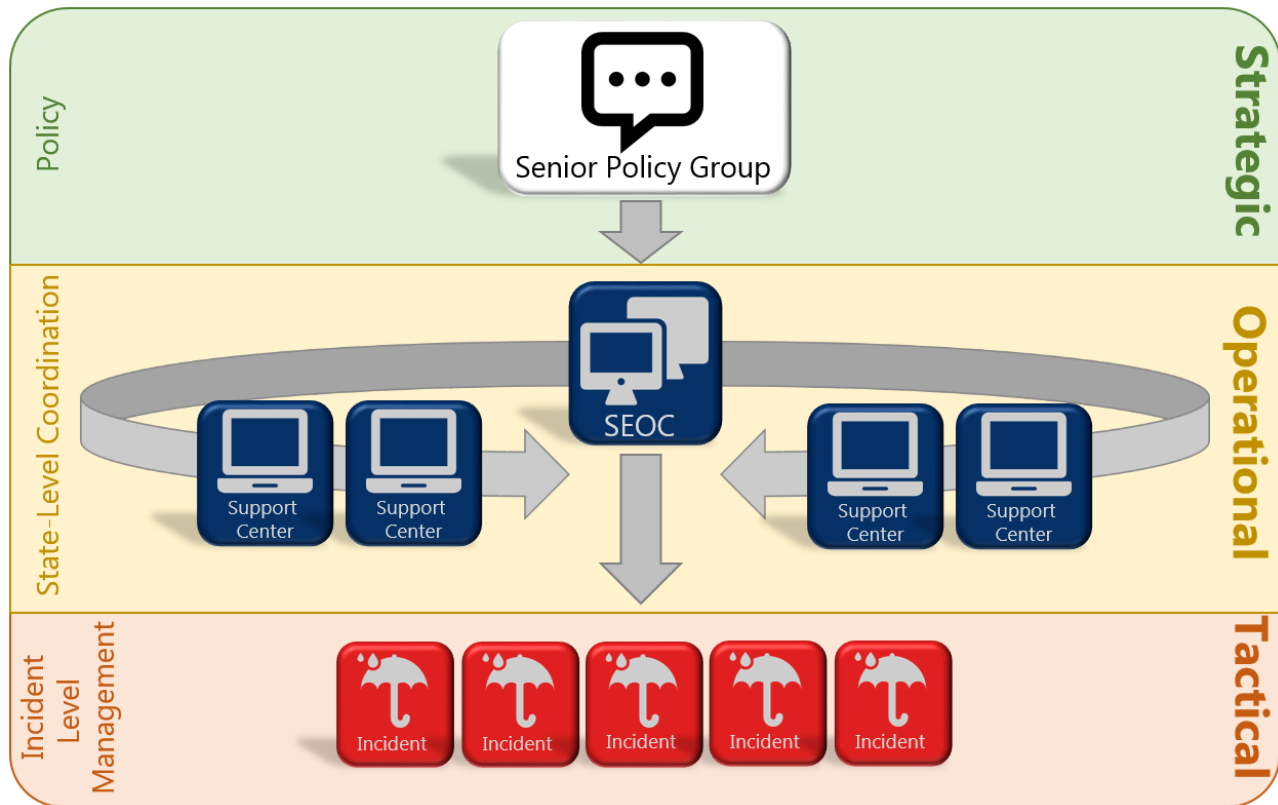 Policy
Senior Policy Group
Strategic
State-Level Coordination
SEOC
Support
Center
Support
Center
Support
Center
Support
Center
Operational
Incident
Level
Management
Incident
Incident
Incident
Incident
Incident
Tactical